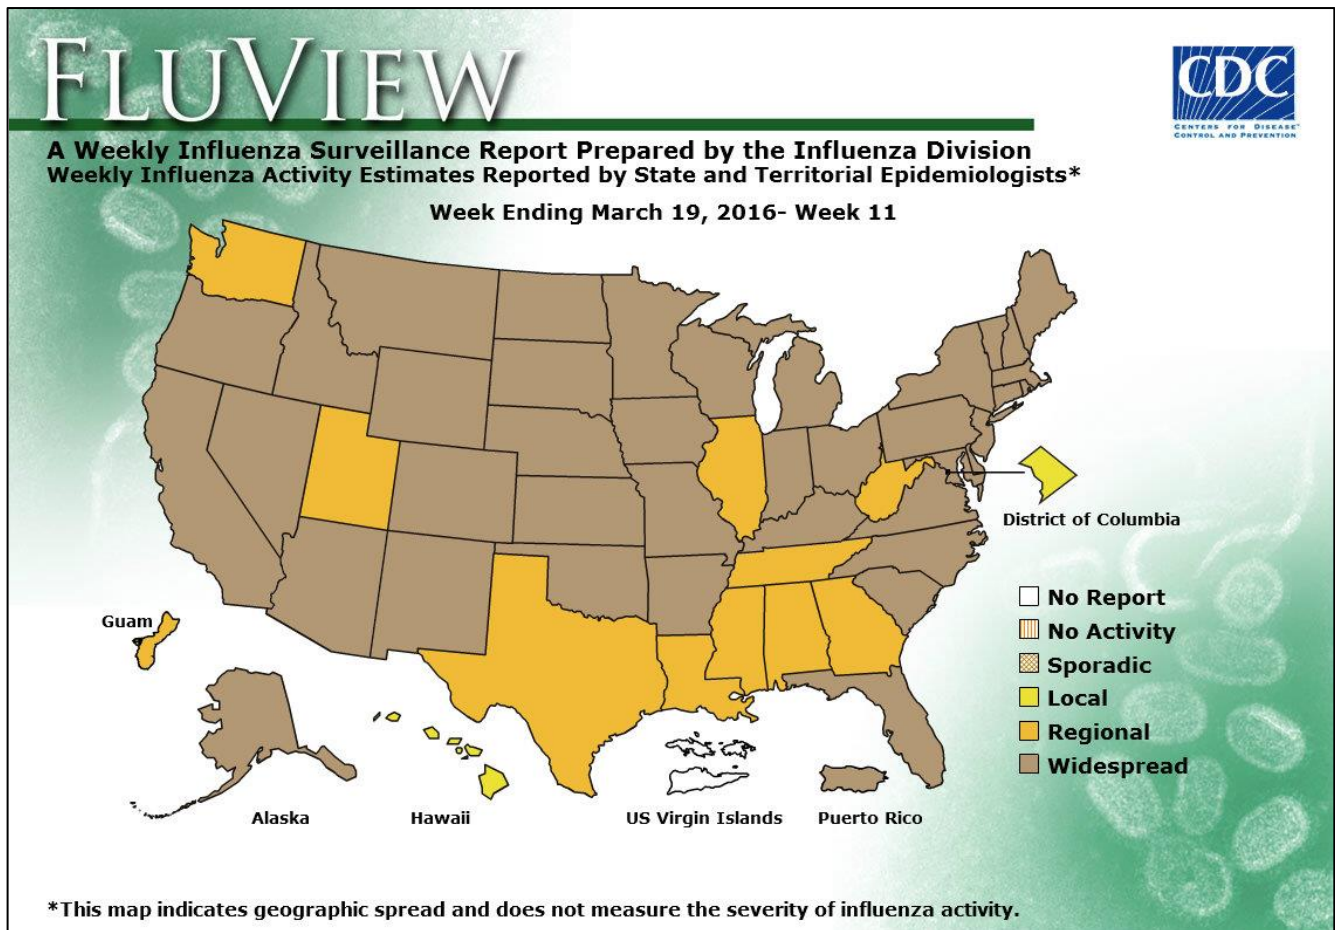 FLUVIEW
CDC
CENTERS FOR DISEASE™
CONTROL AND PREVENTION
A Weekly Influenza Surveillance Report Prepared by the Influenza Division
Weekly Influenza Activity Estimates Reported by State and Territorial Epidemiologists*
Week Ending March 19, 2016- Week 11
District of Columbia
Guam
No Report
No Activity
Sporadic
Local
Regional
Widespread
Alaska
Hawaii
US Virgin Islands
Puerto Rico
*This map indicates geographic spread and does not measure the severity of influenza activity.